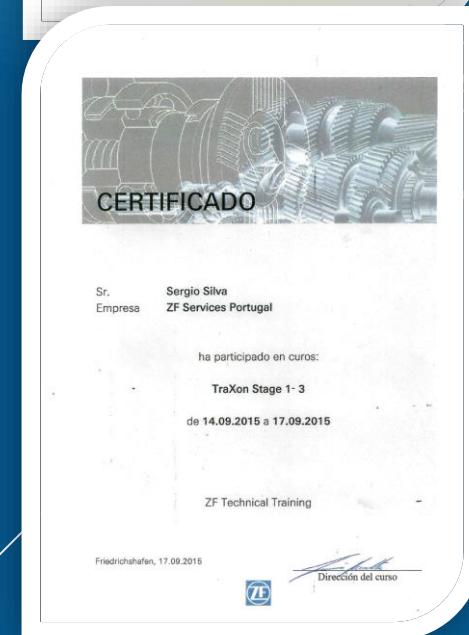 CERTIFICADO
Sr. Sergio Silva
Empresa ZF Services Portugal
ha participado en curos:
TraXon Stage 1- 3
de 14.09.2015 a 17.09.2015
ZF Technical Training
Friedrichshafen, 17.09.2015
Dirección del curso
ZF